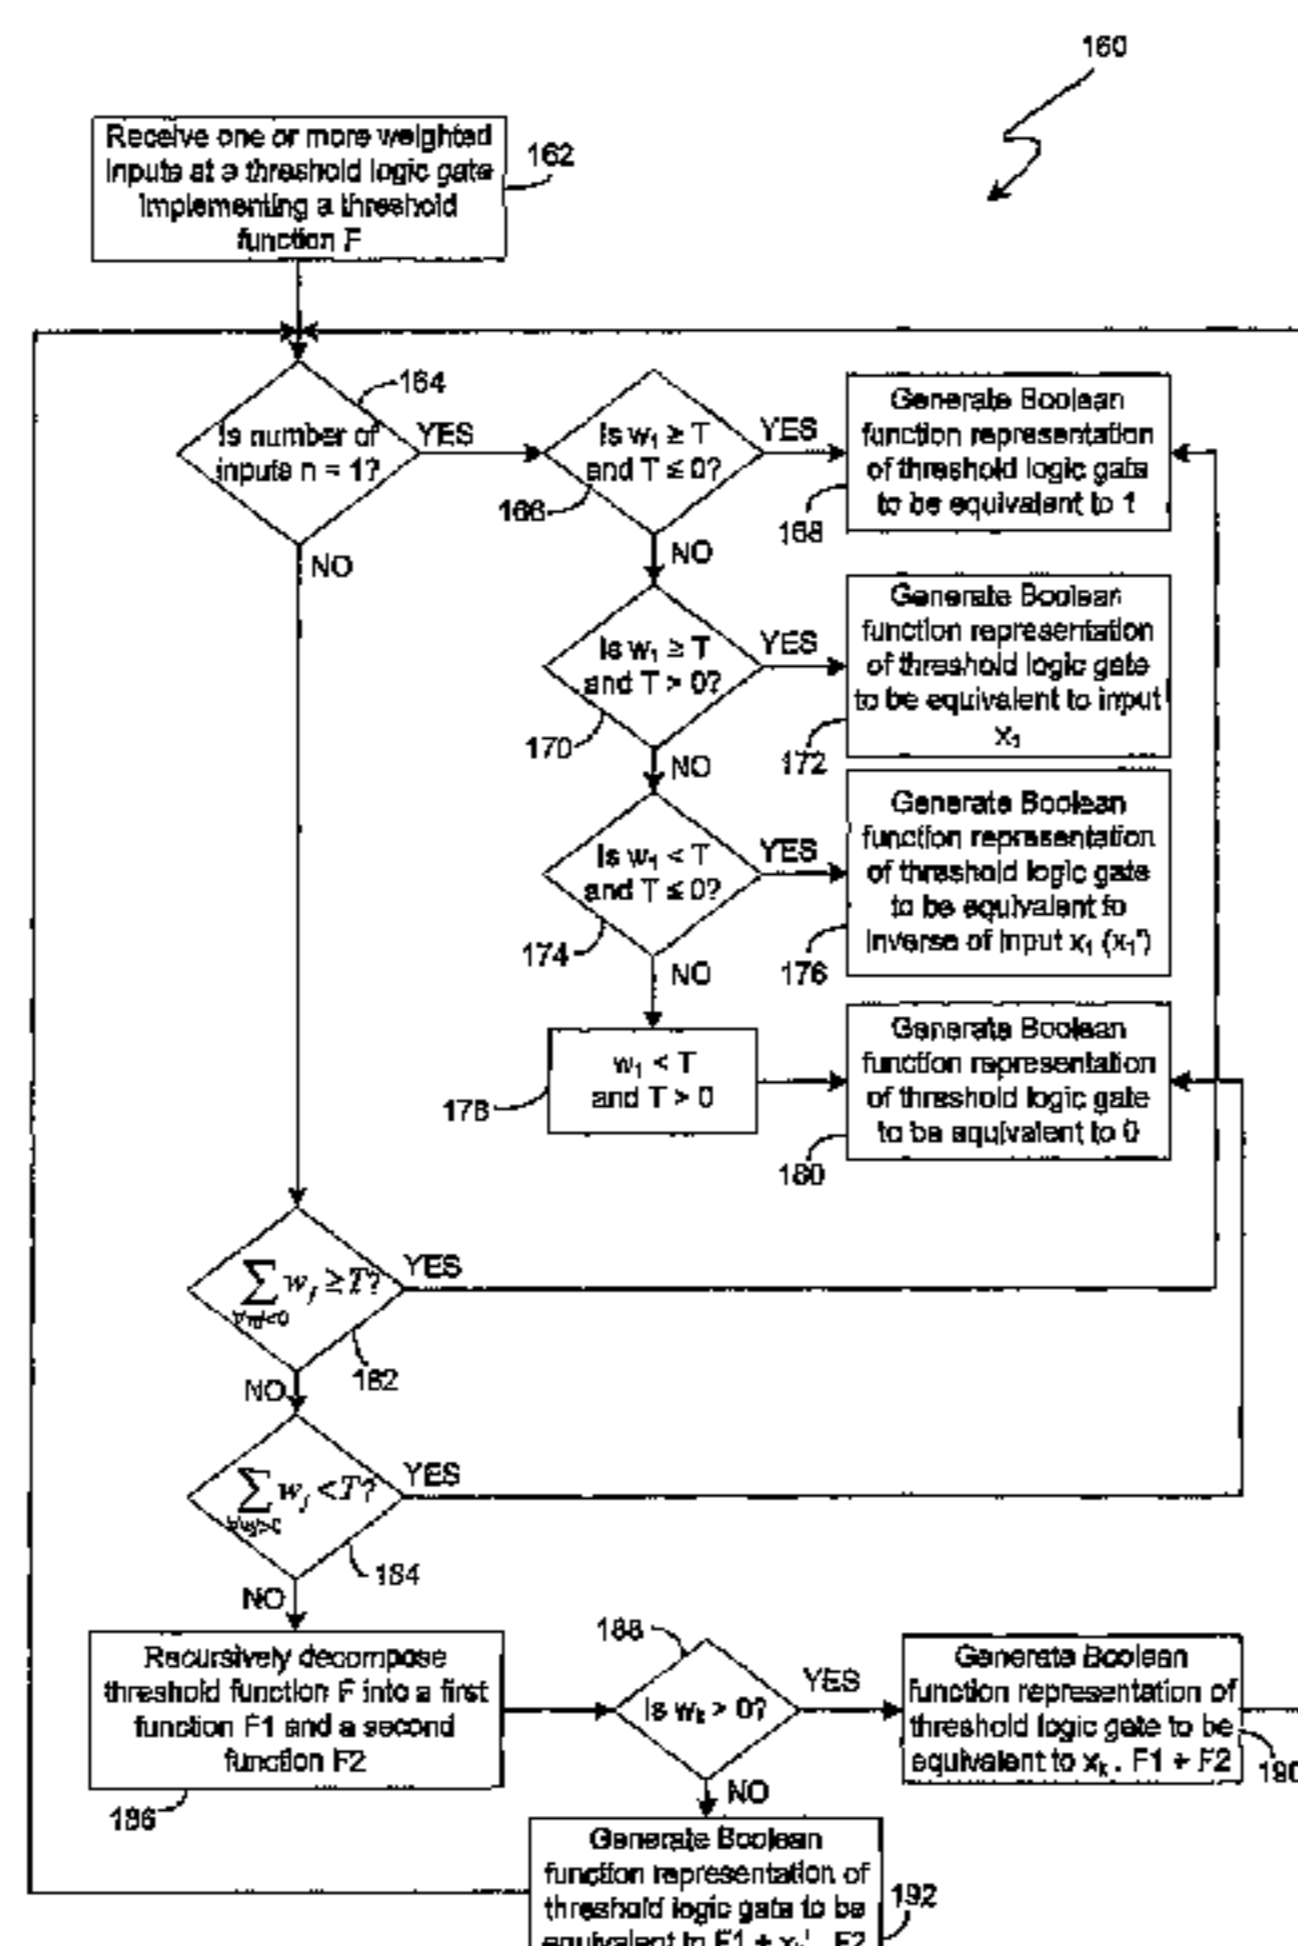 160
Receive one or more weighted
inputs at a threshold logic gate
implementing a threshold
function F
162
164
Is number of
inputs n = 1?
YES
NO
Is w₁ ≥ T
and T ≤ 0?
166
YES
NO
Generate Boolean
function representation
of threshold logic gate
to be equivalent to 1
168
Is w₁ ≥ T
and T > 0?
170
YES
NO
Generate Boolean
function representation
of threshold logic gate
to be equivalent to input
x₁
172
Is w₁ < T
and T ≤ 0?
174
YES
NO
Generate Boolean
function representation
of threshold logic gate
to be equivalent to
inverse of input x₁ (x₁')
176
w₁ < T
and T > 0
178
Generate Boolean
function representation
of threshold logic gate
to be equivalent to 0
180
∑ wⱼ ≥ T?
YES
182
NO
∑ wⱼ < T?
YES
184
NO
Recursively decompose
threshold function F into a first
function F1 and a second
function F2
186
188
Is wₖ > 0?
YES
NO
Generate Boolean
function representation of
threshold logic gate to be
equivalent to xₖ . F1 + F2
190
Generate Boolean
function representation of
threshold logic gate to be
equivalent to F1 + xₖ' . F2
192